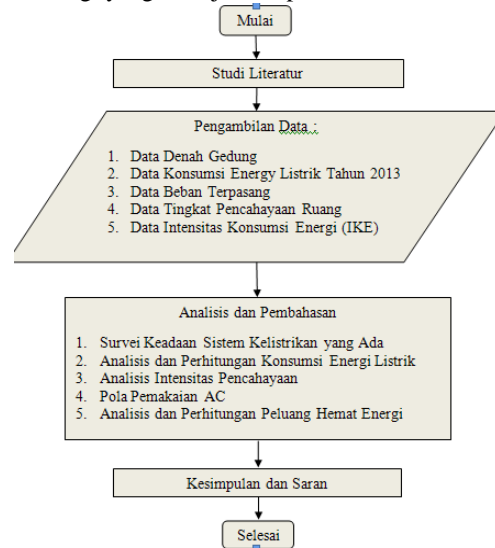 Mulai
Studi Literatur
Pengambilan Data :
1. Data Denah Gedung
2. Data Konsumsi Energy Listrik Tahun 2013
3. Data Beban Terpasang
4. Data Tingkat Pencahayaan Ruang
5. Data Intensitas Konsumsi Energi (IKE)
Analisis dan Pembahasan
1. Survei Keadaan Sistem Kelistrikan yang Ada
2. Analisis dan Perhitungan Konsumsi Energi Listrik
3. Analisis Intensitas Pencahayaan
4. Pola Pemakaian AC
5. Analisis dan Perhitungan Peluang Hemat Energi
Kesimpulan dan Saran
Selesai